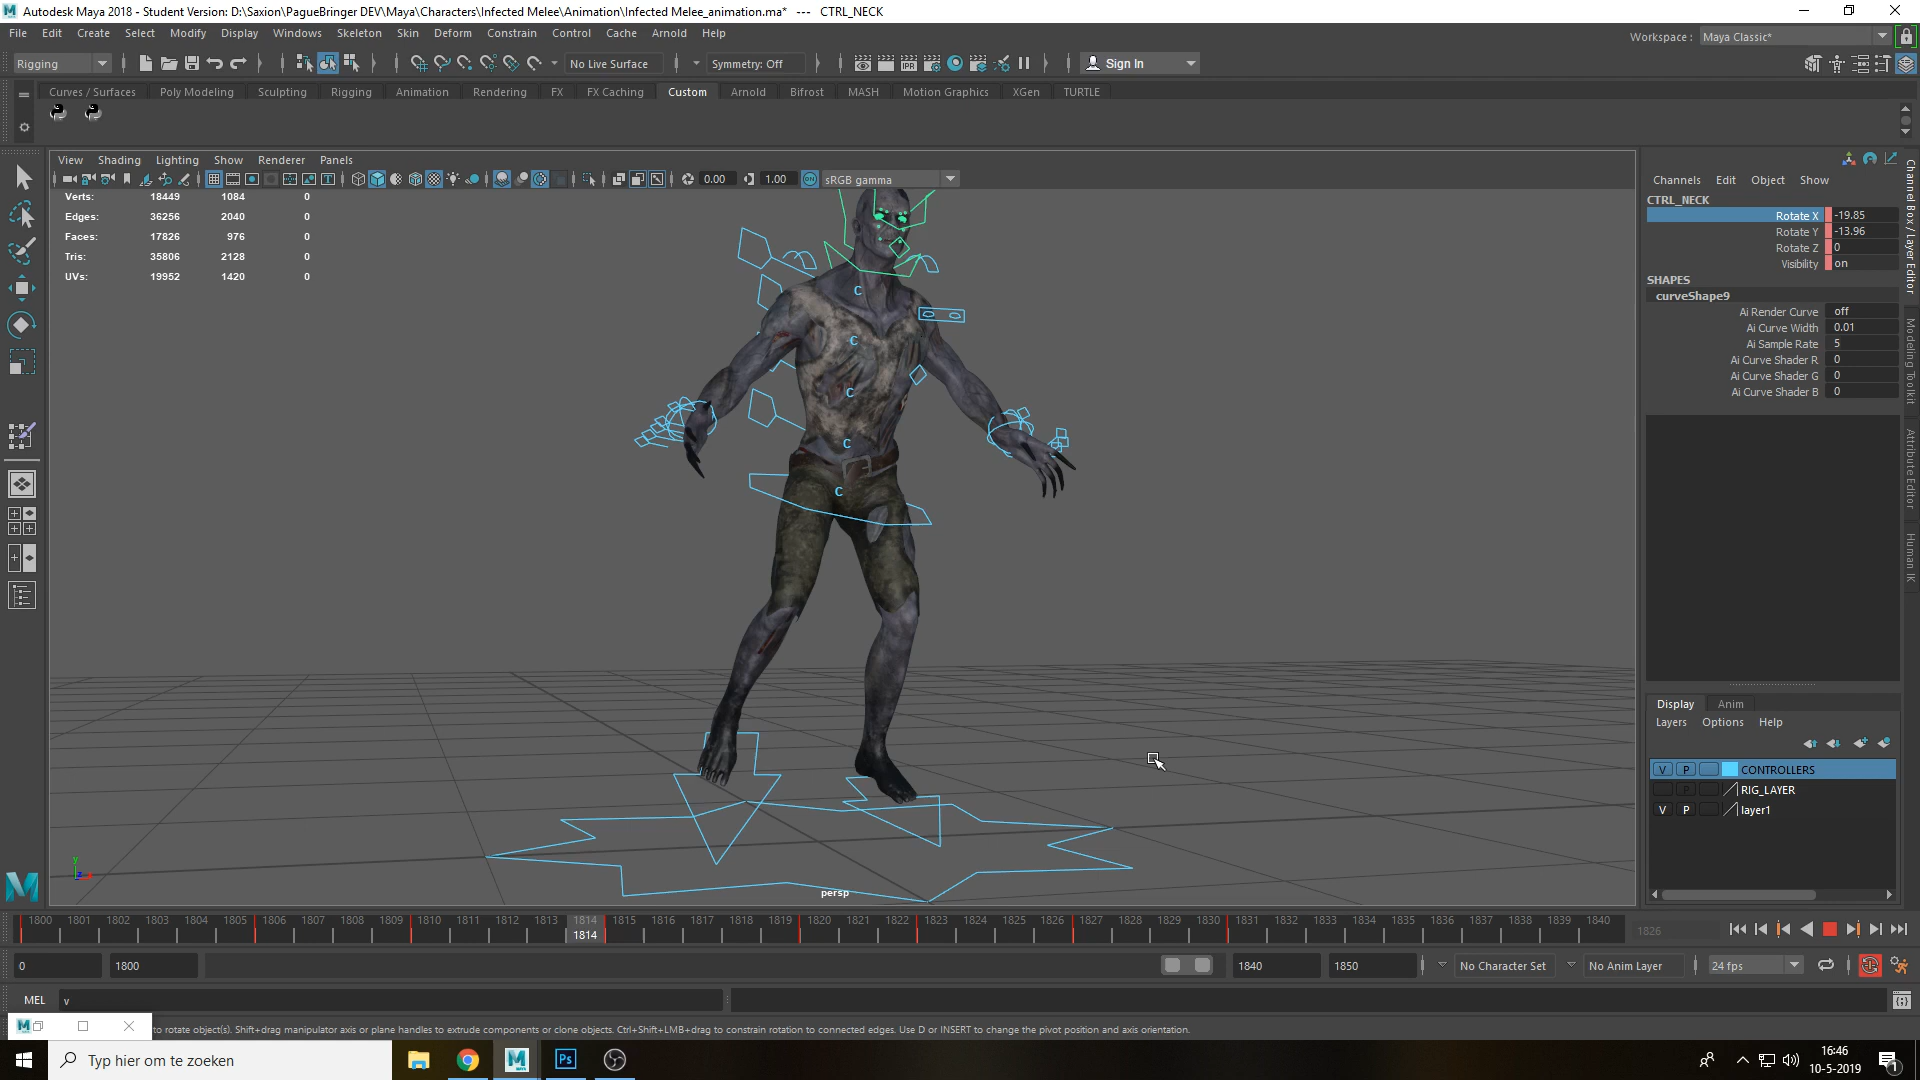 Autodesk Maya 2018 - Student Version: D:\Saxion\PagueBringer DEV\Maya\Characters\Infected Melee\Animation\Infected Melee_animation.ma* --- CTRL_NECK
File Edit Create Select Modify Display Windows Skeleton Skin Deform Constrain Control Cache Arnold Help
Workspace : Maya Classic*
Rigging
No Live Surface
Symmetry: Off
IPR
Sign In
Curves / Surfaces Poly Modeling Sculpting Rigging Animation Rendering FX FX Caching Custom Arnold Bifrost MASH Motion Graphics XGen TURTLE
View Shading Lighting Show Renderer Panels
0.00 1.00 sRGB gamma
Verts: 18449 1084 0
Edges: 36256 2040 0
Faces: 17826 976 0
Tris: 35806 2128 0
UVs: 19952 1420 0
C
C
C
C
C
persp
y
Channels Edit Object Show
CTRL_NECK
Rotate X -19.85
Rotate Y -13.96
Rotate Z 0
Visibility on
SHAPES
curveShape9
Ai Render Curve off
Ai Curve Width 0.01
Ai Sample Rate 5
Ai Curve Shader R 0
Ai Curve Shader G 0
Ai Curve Shader B 0
Channel Box / Layer Editor
Modeling Toolkit
Attribute Editor
Human IK
Display Anim
Layers Options Help
V P CONTROLLERS
P RIG_LAYER
V P layer1
1800 1801 1802 1803 1804 1805 1806 1807 1808 1809 1810 1811 1812 1813 1814 1815 1816 1817 1818 1819 1820 1821 1822 1823 1824 1825 1826 1827 1828 1829 1830 1831 1832 1833 1834 1835 1836 1837 1838 1839 1840
1814
1826
0 1800 1840 1850 No Character Set No Anim Layer 24 fps
MEL v
to rotate object(s). Shift+drag manipulator axis or plane handles to extrude components or clone objects. Ctrl+Shift+LMB+drag to constrain rotation to connected edges. Use D or INSERT to change the pivot position and axis orientation.
Typ hier om te zoeken
Ps
16:46
10-5-2019
1